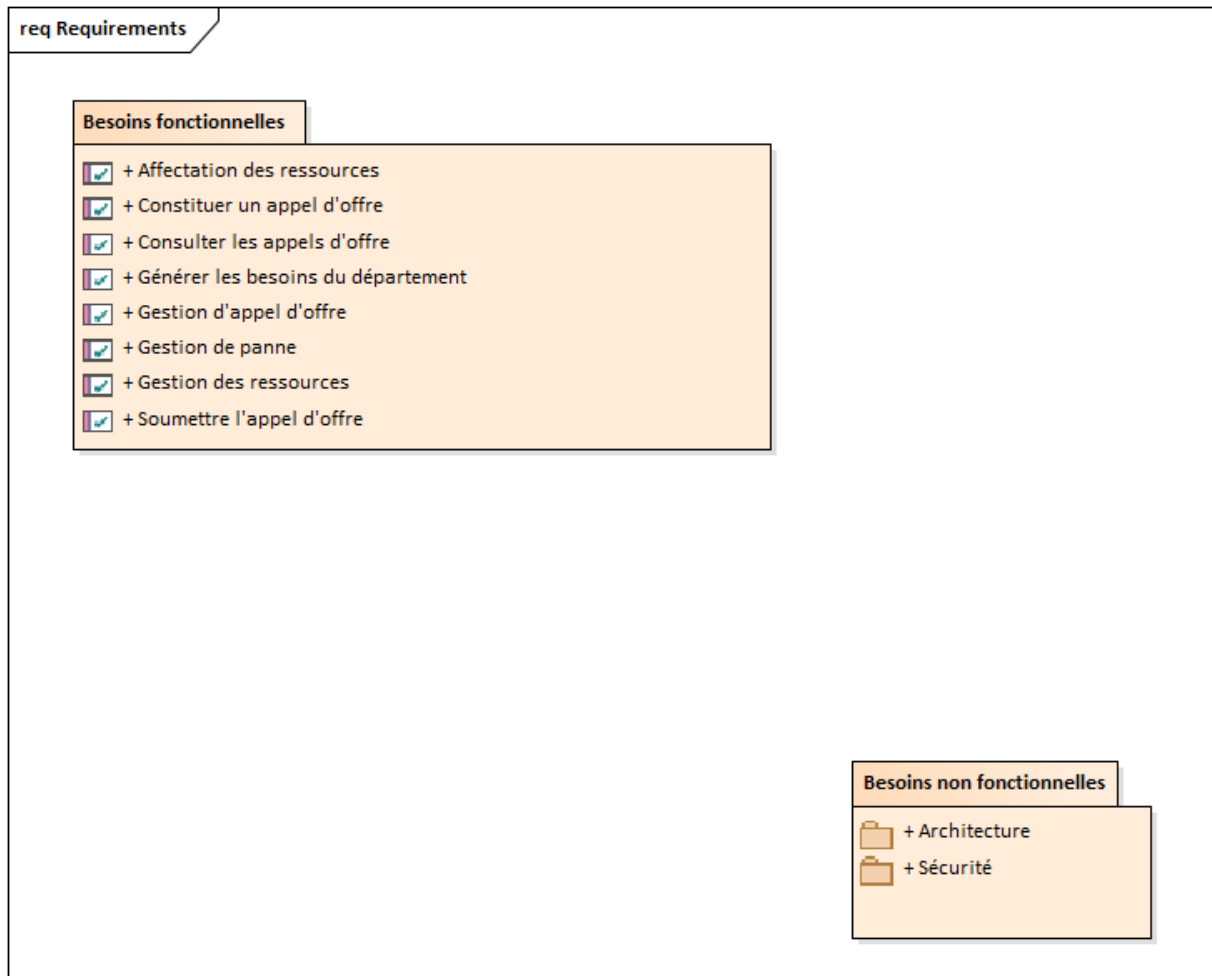 req Requirements
Besoins fonctionnelles
+ Affectation des ressources
+ Constituer un appel d'offre
+ Consulter les appels d'offre
+ Générer les besoins du département
+ Gestion d'appel d'offre
+ Gestion de panne
+ Gestion des ressources
+ Soumettre l'appel d'offre
Besoins non fonctionnelles
+ Architecture
+ Sécurité